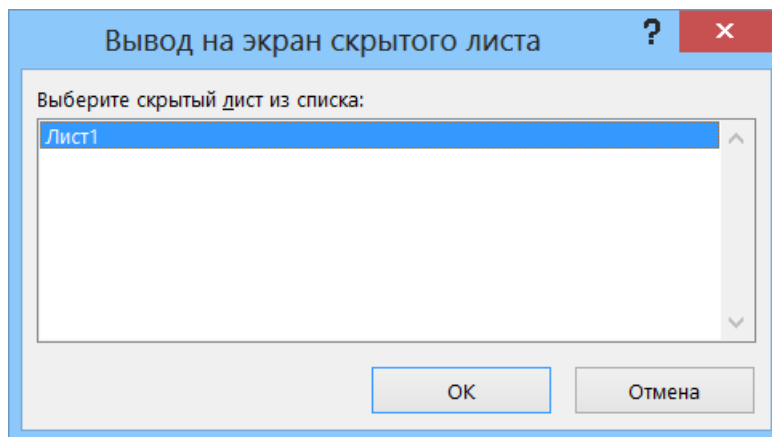 Вывод на экран скрытого листа
?
×
Выберите скрытый лист из списка:
Лист1
ОК
Отмена